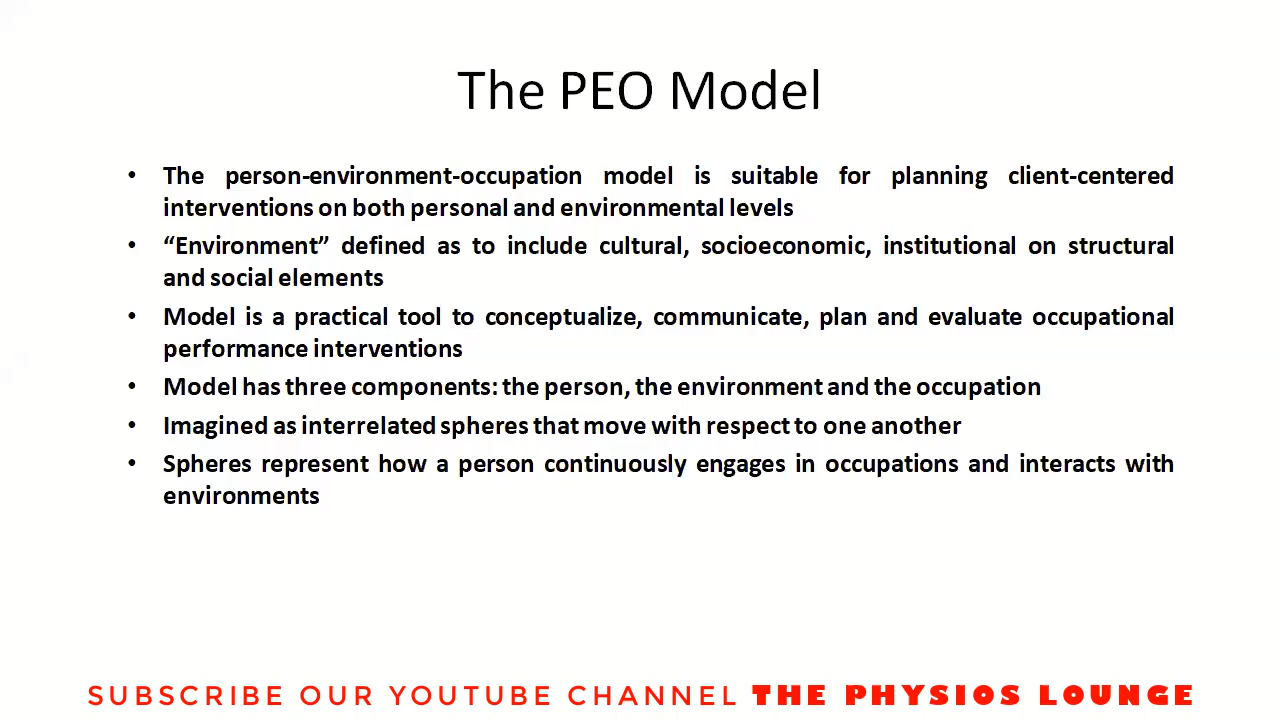 The PEO Model
• The person-environment-occupation model is suitable for planning client-centered
interventions on both personal and environmental levels
• “Environment” defined as to include cultural, socioeconomic, institutional on structural
and social elements
• Model is a practical tool to conceptualize, communicate, plan and evaluate occupational
performance interventions
• Model has three components: the person, the environment and the occupation
• Imagined as interrelated spheres that move with respect to one another
• Spheres represent how a person continuously engages in occupations and interacts with
environments
SUBSCRIBE OUR YOUTUBE CHANNEL THE PHYSIOS LOUNGE